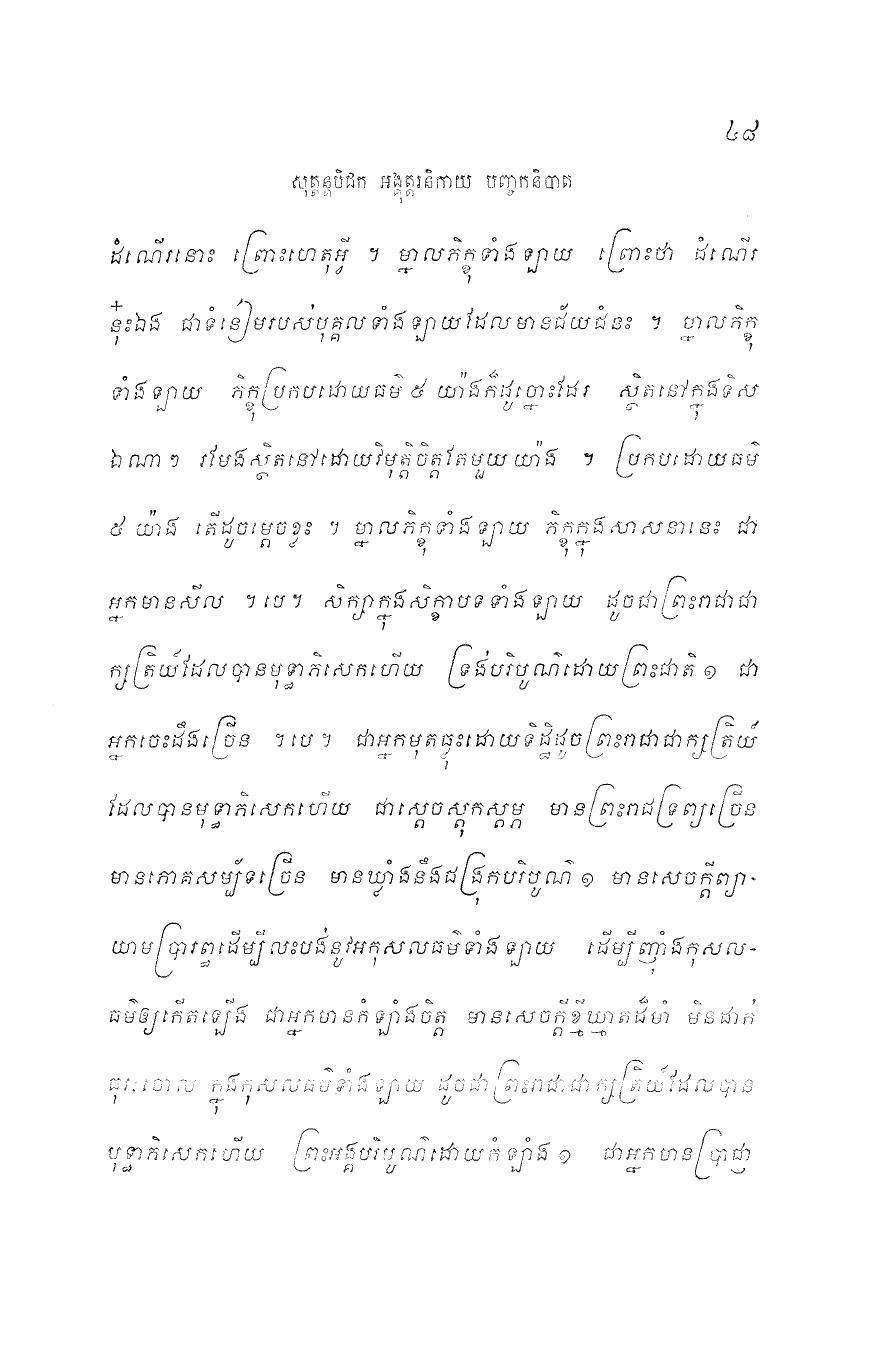 ៤៨
សុត្តន្តបិដក អង្គុត្តរនិកាយ បញ្ចកនិបាត
ដំណើរនោះ ព្រោះហេតុអ្វី ។ ម្នាលភិក្ខុទាំងឡាយ ព្រោះថា ដំណើរ
នុ៎ះឯង ជាទំនៀមរបស់បុគ្គលទាំងឡាយដែលមានជ័យជំនះ ។ ម្នាលភិក្ខុ
ទាំងឡាយ ភិក្ខុប្រកបដោយធម៌ ៥ យ៉ាងក៏ដូច្នោះដែរ ស្ថិតនៅក្នុងទិស
ឯណាៗ រមែងស្ថិតនៅដោយវិមុត្តិចិត្តតែមួយយ៉ាង ។ ប្រកបដោយធម៌
៥ យ៉ាង តើដូចម្តេចខ្លះ ។ ម្នាលភិក្ខុទាំងឡាយ ភិក្ខុក្នុងសាសនានេះ ជា
អ្នកមានសីល ។បេ។ សិក្សាក្នុងសិក្ខាបទទាំងឡាយ ដូចជាព្រះរាជាជា
ក្សត្រិយ៍ដែលបានមុទ្ធាភិសេកហើយ ទ្រង់បរិបូណ៌ដោយព្រះជាតិ ១ ជា
អ្នកចេះដឹងច្រើន ។បេ។ ជាអ្នកមុតធ្លុះដោយទិដ្ឋិដូចព្រះរាជាជាក្សត្រិយ៍
ដែលបានមុទ្ធាភិសេកហើយ ជាស្តេចស្តុកស្តម្ភ មានព្រះរាជទ្រព្យច្រើន
មានភោគសម្ប័ទច្រើន មានឃ្លាំងនឹងជង្រុកបរិបូណ៌ ១ មានសេចក្តីព្យា-
យាមប្រារព្ធដើម្បីលះបង់នូវអកុសលធម៌ទាំងឡាយ ដើម្បីញ៉ាំងកុសល-
ធម៌ឲ្យកើតឡើង ជាអ្នកមានកំឡាំងចិត្ត មានសេចក្តីខ្មីឃ្មាតដ៏មាំ មិនដាក់
ធុរៈចោល ក្នុងកុសលធម៌ទាំងឡាយ ដូចជាព្រះរាជាជាក្សត្រិយ៍ដែលបាន
មុទ្ធាភិសេកហើយ ព្រះអង្គបរិបូណ៌ដោយកំឡាំង ១ ជាអ្នកមានប្រាជ្ញា